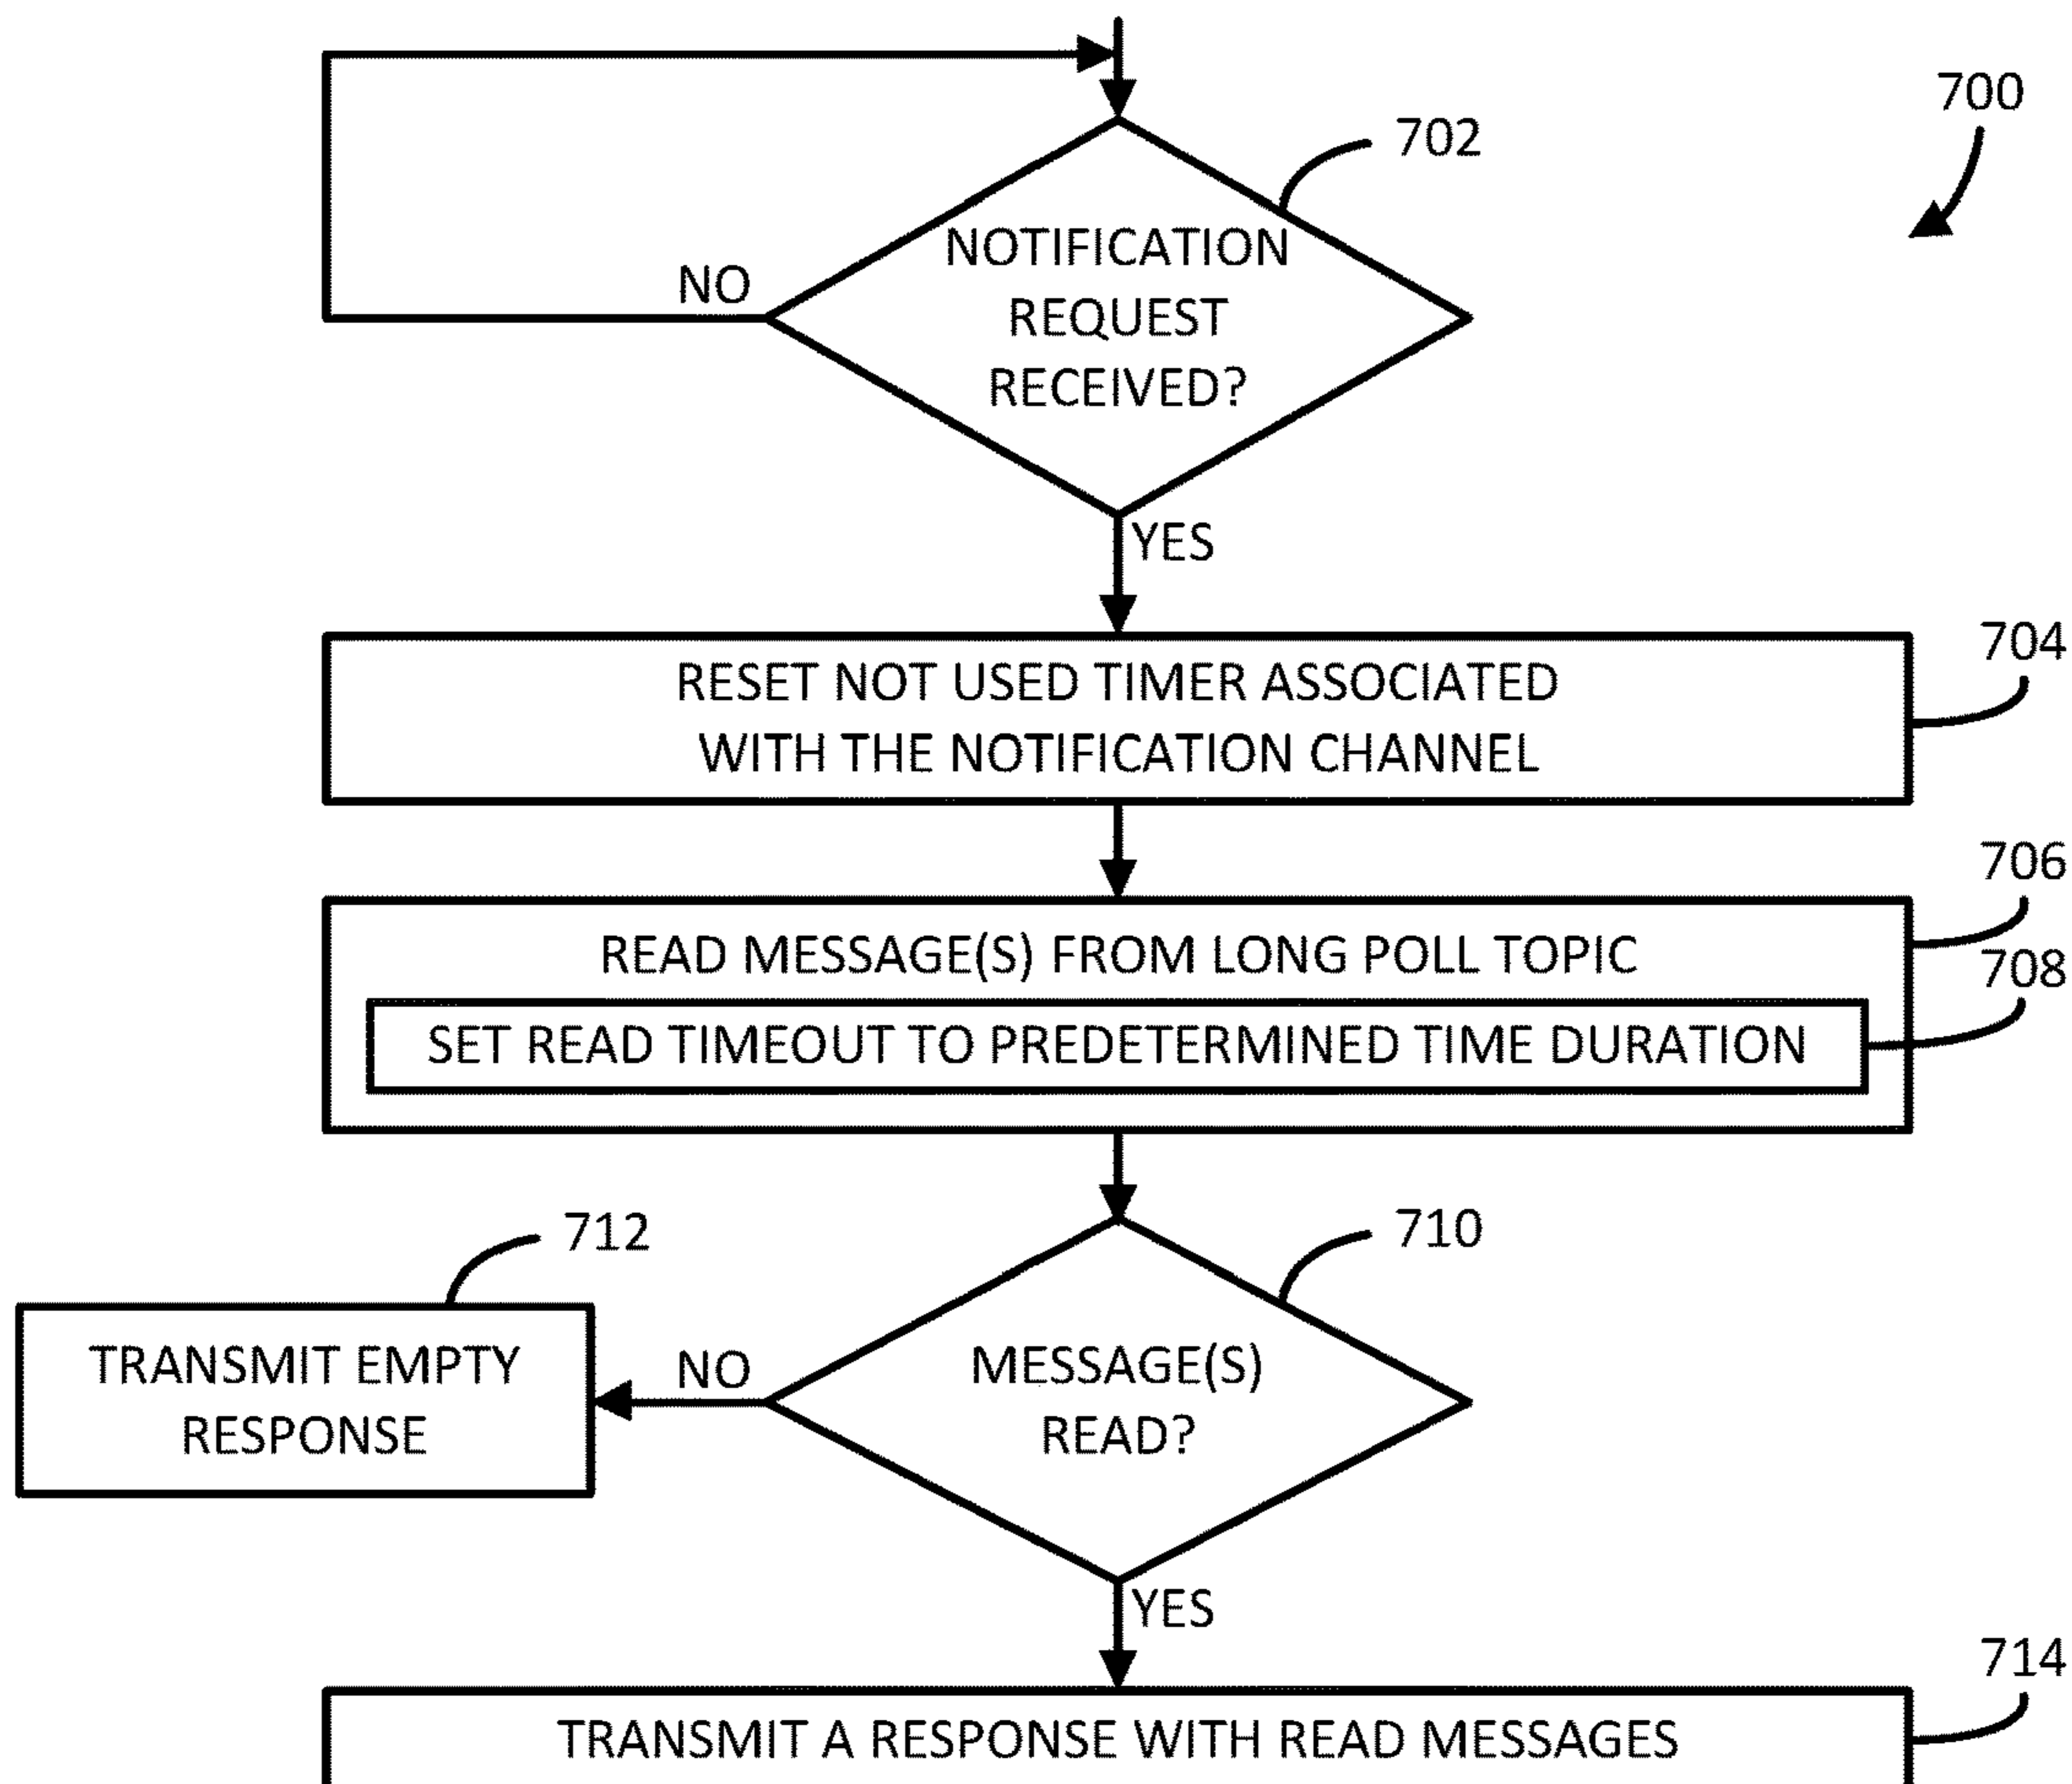 700
702
NOTIFICATION
REQUEST
RECEIVED?
NO
YES
704
RESET NOT USED TIMER ASSOCIATED
WITH THE NOTIFICATION CHANNEL
706
READ MESSAGE(S) FROM LONG POLL TOPIC
708
SET READ TIMEOUT TO PREDETERMINED TIME DURATION
710
712
MESSAGE(S)
READ?
NO
TRANSMIT EMPTY
RESPONSE
YES
714
TRANSMIT A RESPONSE WITH READ MESSAGES